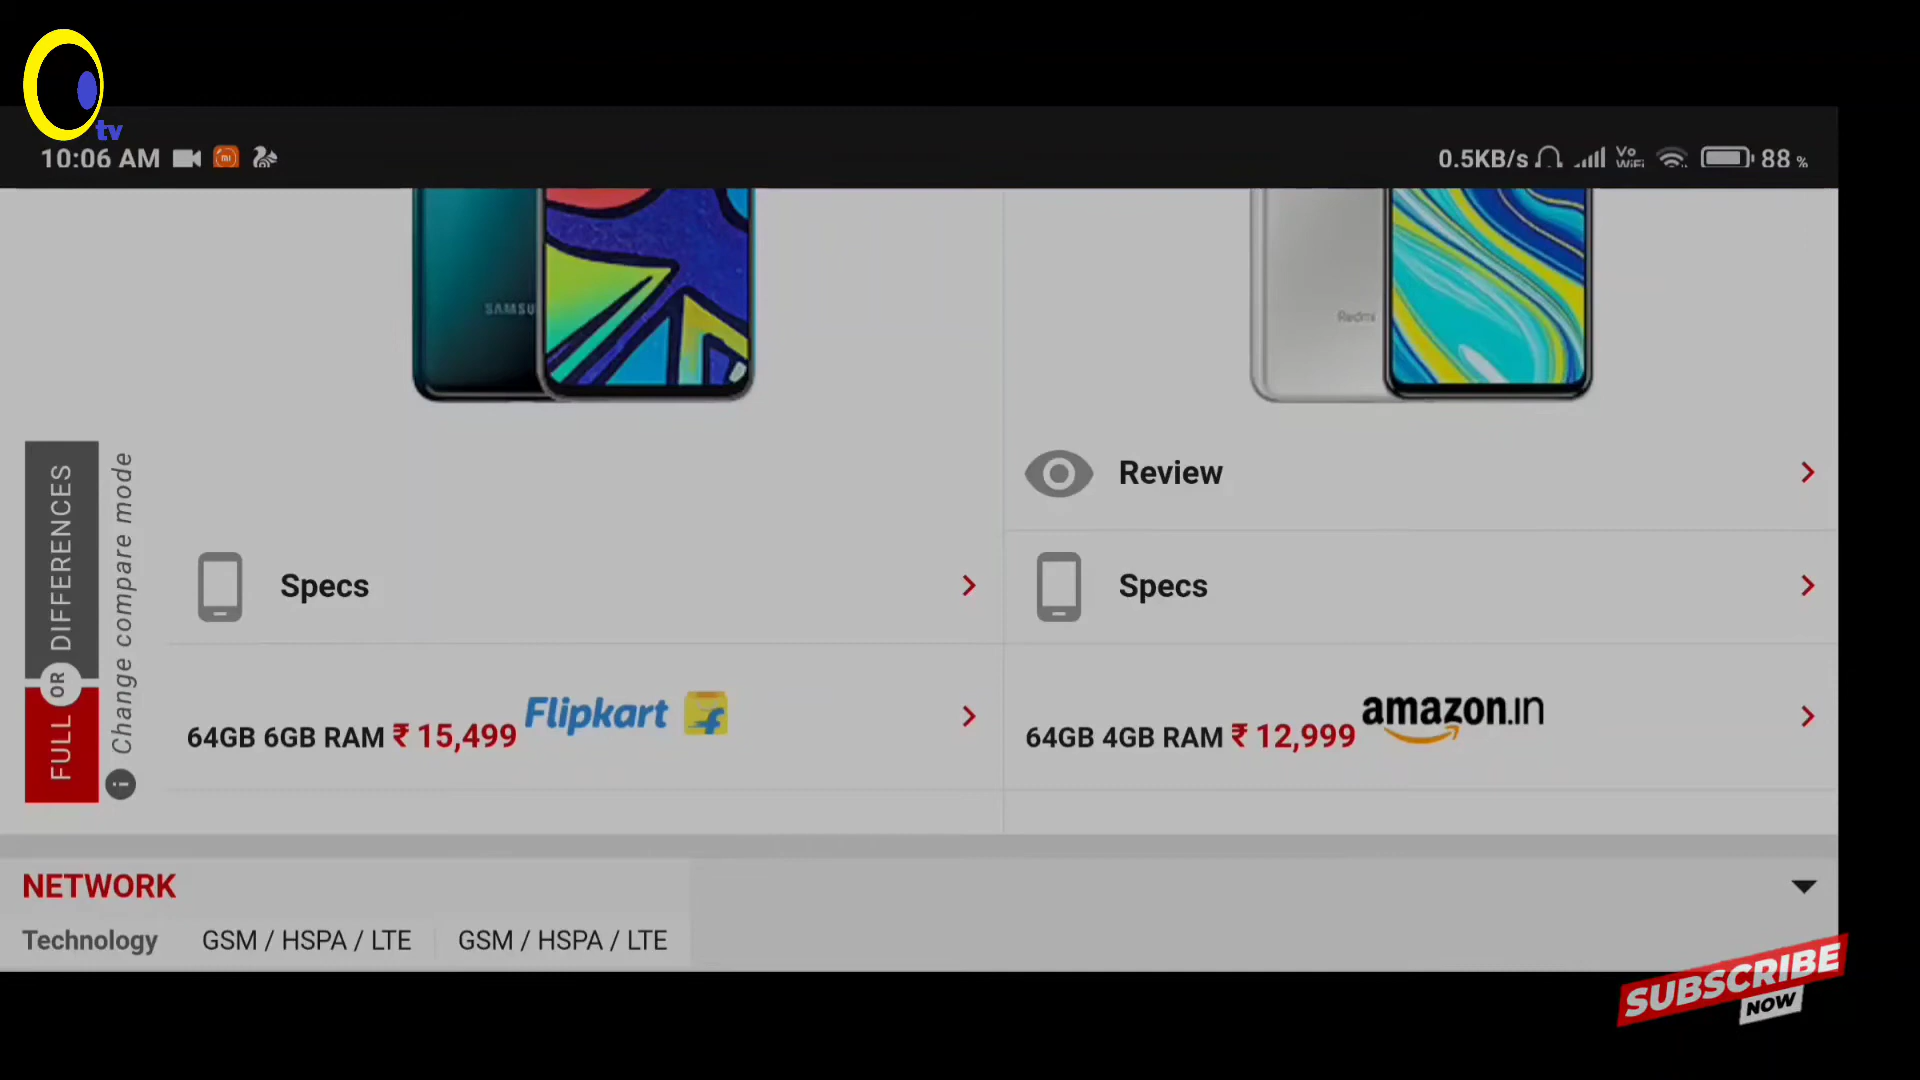 tv
10:06 AM
0.5KB/s Vo WiFi 88 %
SAMSU
Redmi
FULL OR DIFFERENCES
Change compare mode
Review
Specs
Specs
64GB 6GB RAM ₹ 15,499 Flipkart
64GB 4GB RAM ₹ 12,999 amazon.in
NETWORK
Technology GSM / HSPA / LTE GSM / HSPA / LTE
SUBSCRIBE
NOW